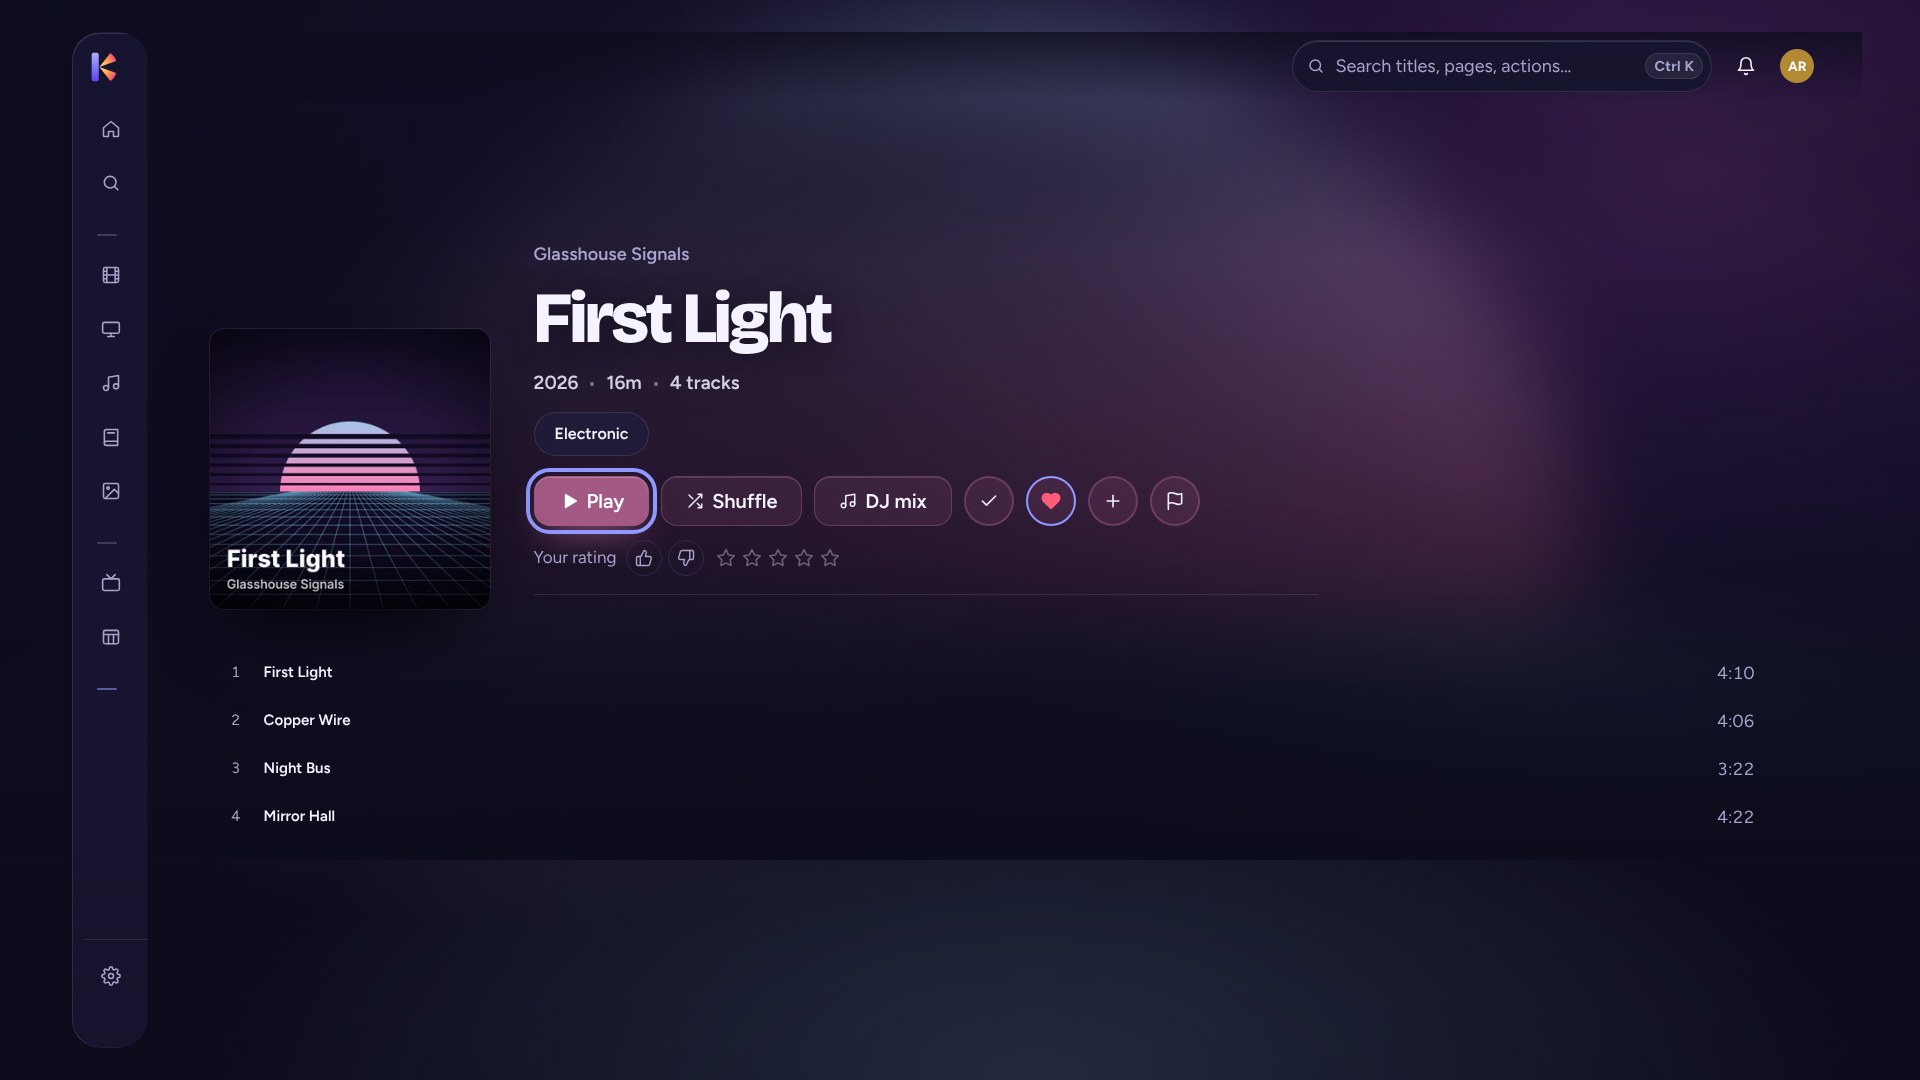 Search titles, pages, actions... Ctrl K
AR
Glasshouse Signals
First Light
2026 • 16m • 4 tracks
Electronic
Play Shuffle DJ mix
Your rating
First Light
Glasshouse Signals
1 First Light 4:10
2 Copper Wire 4:06
3 Night Bus 3:22
4 Mirror Hall 4:22